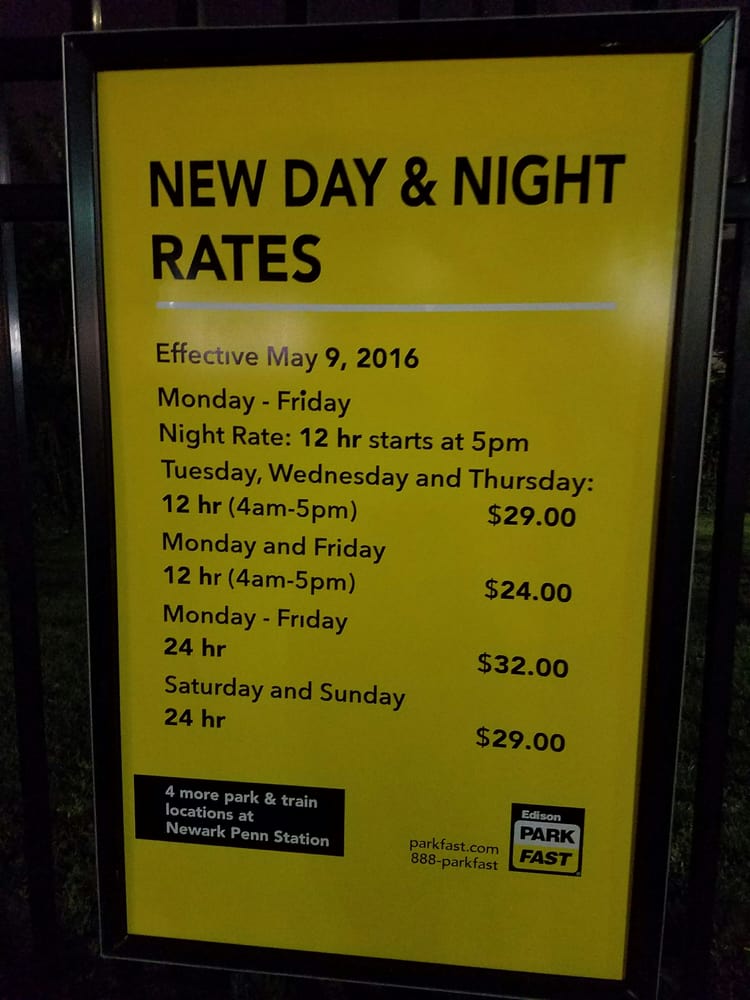 NEW DAY & NIGHT
RATES
Effective May 9, 2016
Monday - Friday
Night Rate: 12 hr starts at 5pm
Tuesday, Wednesday and Thursday:
12 hr (4am-5pm) $29.00
Monday and Friday
12 hr (4am-5pm) $24.00
Monday - Friday
24 hr $32.00
Saturday and Sunday
24 hr $29.00
4 more park & train
locations at
Newark Penn Station
parkfast.com
888-parkfast
Edison
PARK
FAST